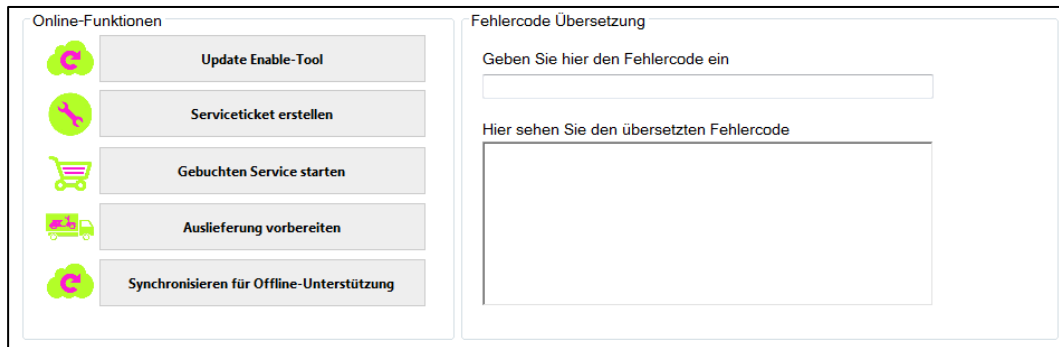 Online-Funktionen
Update Enable-Tool
Serviceticket erstellen
Gebuchten Service starten
Auslieferung vorbereiten
Synchronisieren für Offline-Unterstützung
Fehlercode Übersetzung
Geben Sie hier den Fehlercode ein
Hier sehen Sie den übersetzten Fehlercode